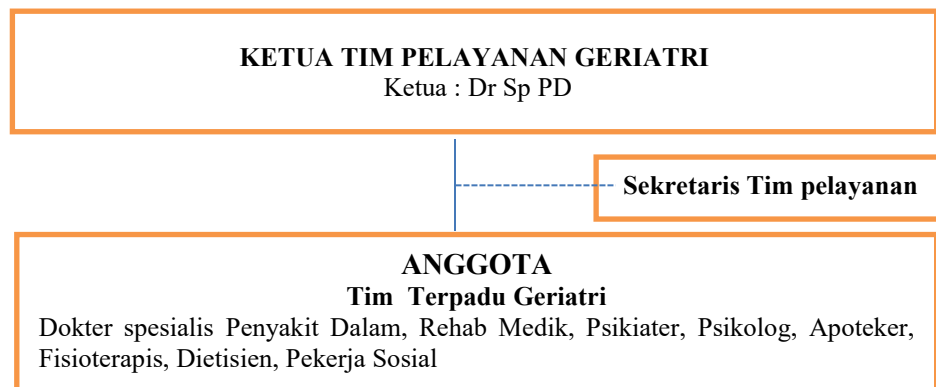 KETUA TIM PELAYANAN GERIATRI
Ketua : Dr Sp PD
Sekretaris Tim pelayanan
ANGGOTA
Tim Terpadu Geriatri
Dokter spesialis Penyakit Dalam, Rehab Medik, Psikiater, Psikolog, Apoteker,
Fisioterapis, Dietisien, Pekerja Sosial